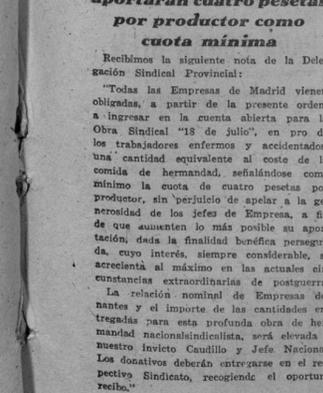 aportarán cuatro pesetas
por productor como
cuota mínima
Recibimos la siguiente nota de la Dele
gación Sindical Provincial:
"Todas las Empresas de Madrid viene
obligadas, a partir de la presente orden
a ingresar en la cuenta abierta para l
Obra Sindical "18 de julio", en pro d
los trabajadores enfermos y accidentado
una cantidad equivalente al coste de l
comida de hermandad, señalándose com
mínimo la cuota de cuatro pesetas po
productor, sin perjuicio de apelar a la ge
nerosidad de los jefes de Empresa, a fi
de que aumenten lo más posible su apor
tación, dada la finalidad benéfica persegu
da, cuyo interés, siempre considerable, s
acrecienta al máximo en las actuales cir
cunstancias extraordinarias de postguerr
La relación nominal de Empresas do
nantes y el importe de las cantidades en
tregadas para esta profunda obra de her
mandad nacionalsindicalista, será elevada
nuestro invicto Caudillo y Jefe Naciona
Los donativos deberán entregarse en el res
pectivo Sindicato, recogiendo el oportun
recibo."